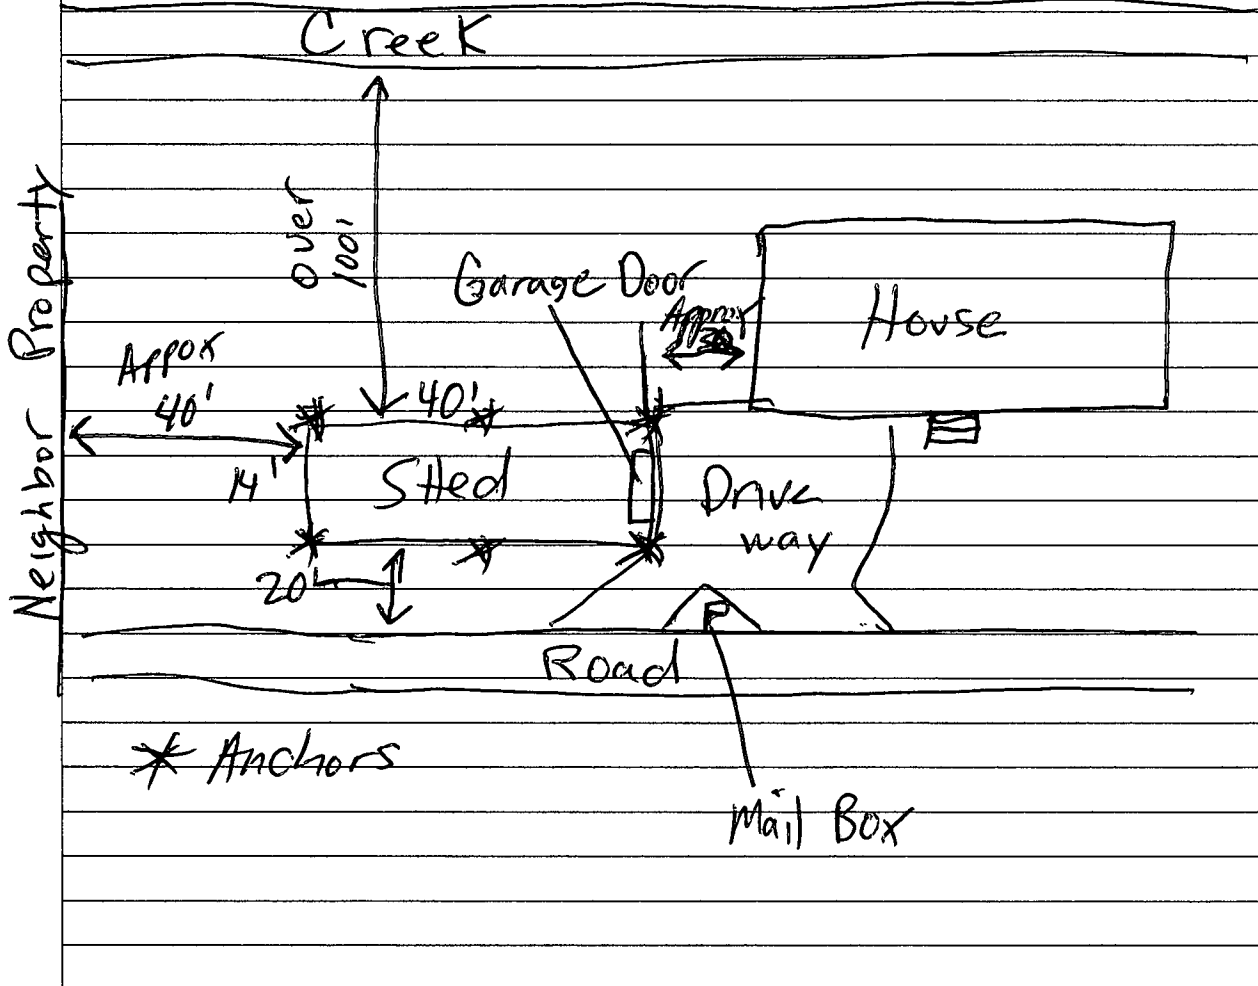 Creek
Neighbor Property
over
100'
Garage Door
Approx
House
Appox
40'
40'
14'
SHed
Drive
way
20'
Road
Anchors
Mail Box